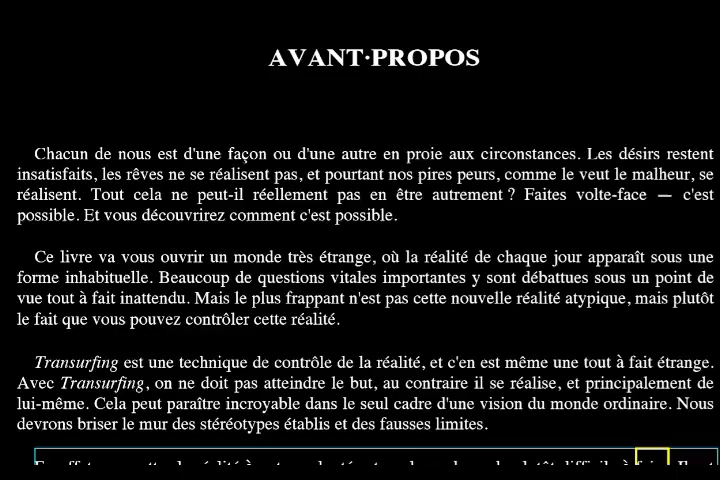 AVANT·PROPOS
Chacun de nous est d'une façon ou d'une autre en proie aux circonstances. Les désirs restent
insatisfaits, les rêves ne se réalisent pas, et pourtant nos pires peurs, comme le veut le malheur, se
réalisent. Tout cela ne peut-il réellement pas en être autrement ? Faites volte-face — c'est
possible. Et vous découvrirez comment c'est possible.
Ce livre va vous ouvrir un monde très étrange, où la réalité de chaque jour apparaît sous une
forme inhabituelle. Beaucoup de questions vitales importantes y sont débattues sous un point de
vue tout à fait inattendu. Mais le plus frappant n'est pas cette nouvelle réalité atypique, mais plutôt
le fait que vous pouvez contrôler cette réalité.
Transurfing est une technique de contrôle de la réalité, et c'en est même une tout à fait étrange.
Avec Transurfing, on ne doit pas atteindre le but, au contraire il se réalise, et principalement de
lui-même. Cela peut paraître incroyable dans le seul cadre d'une vision du monde ordinaire. Nous
devrons briser le mur des stéréotypes établis et des fausses limites.